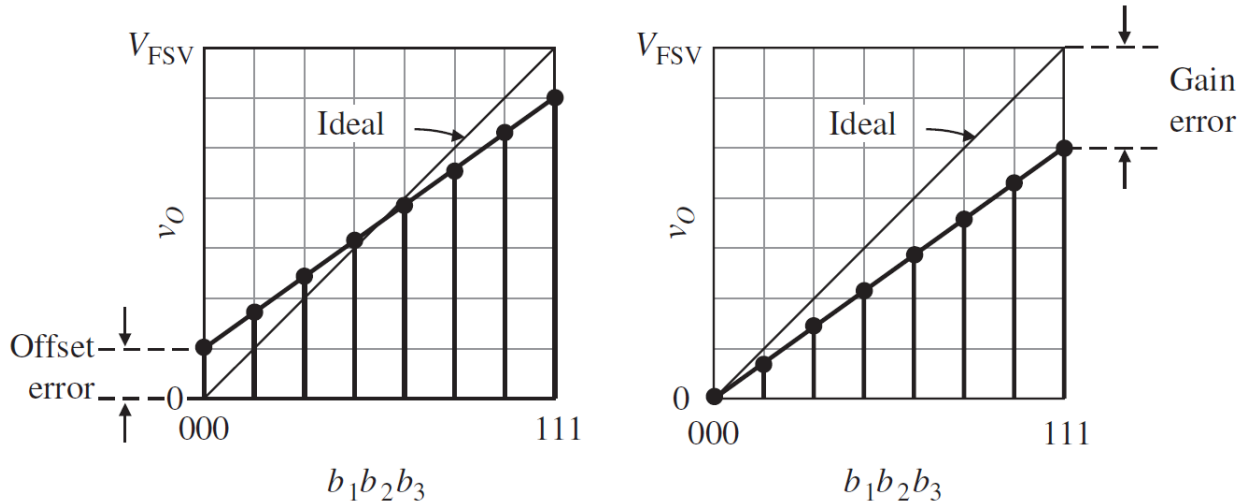 V_FSV
Ideal
v_O
Offset
error
0
000
111
b_1b_2b_3
V_FSV
Gain
error
Ideal
v_O
0
000
111
b_1b_2b_3